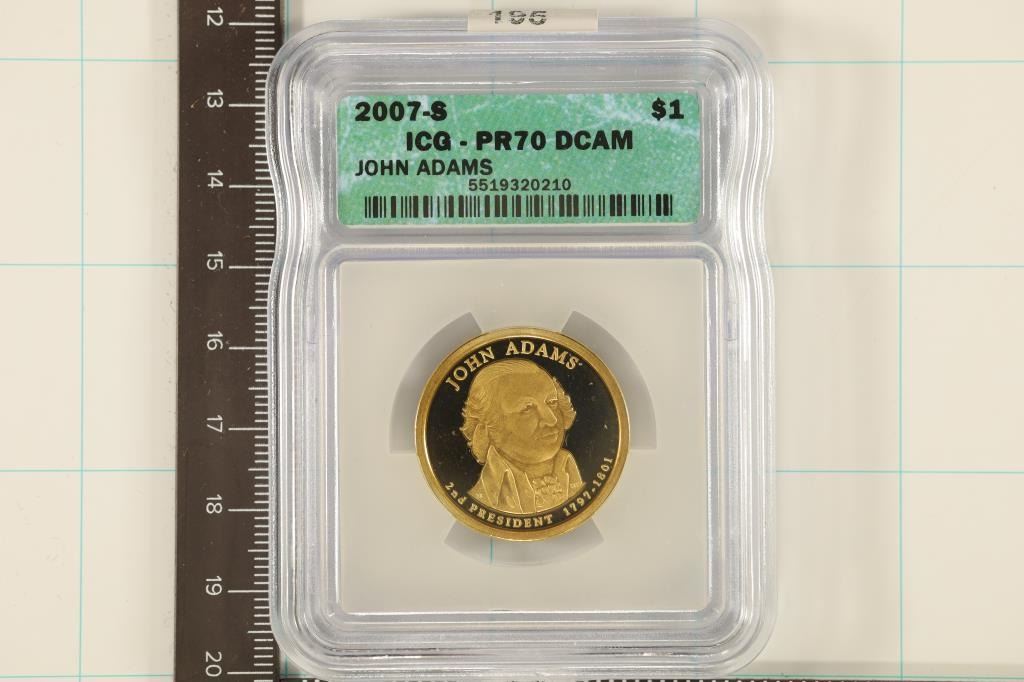 195
2007-S $1
ICG - PR70 DCAM
JOHN ADAMS
5519320210
JOHN ADAMS
2nd PRESIDENT 1797-1801
12
13
14
15
16
17
18
19
20